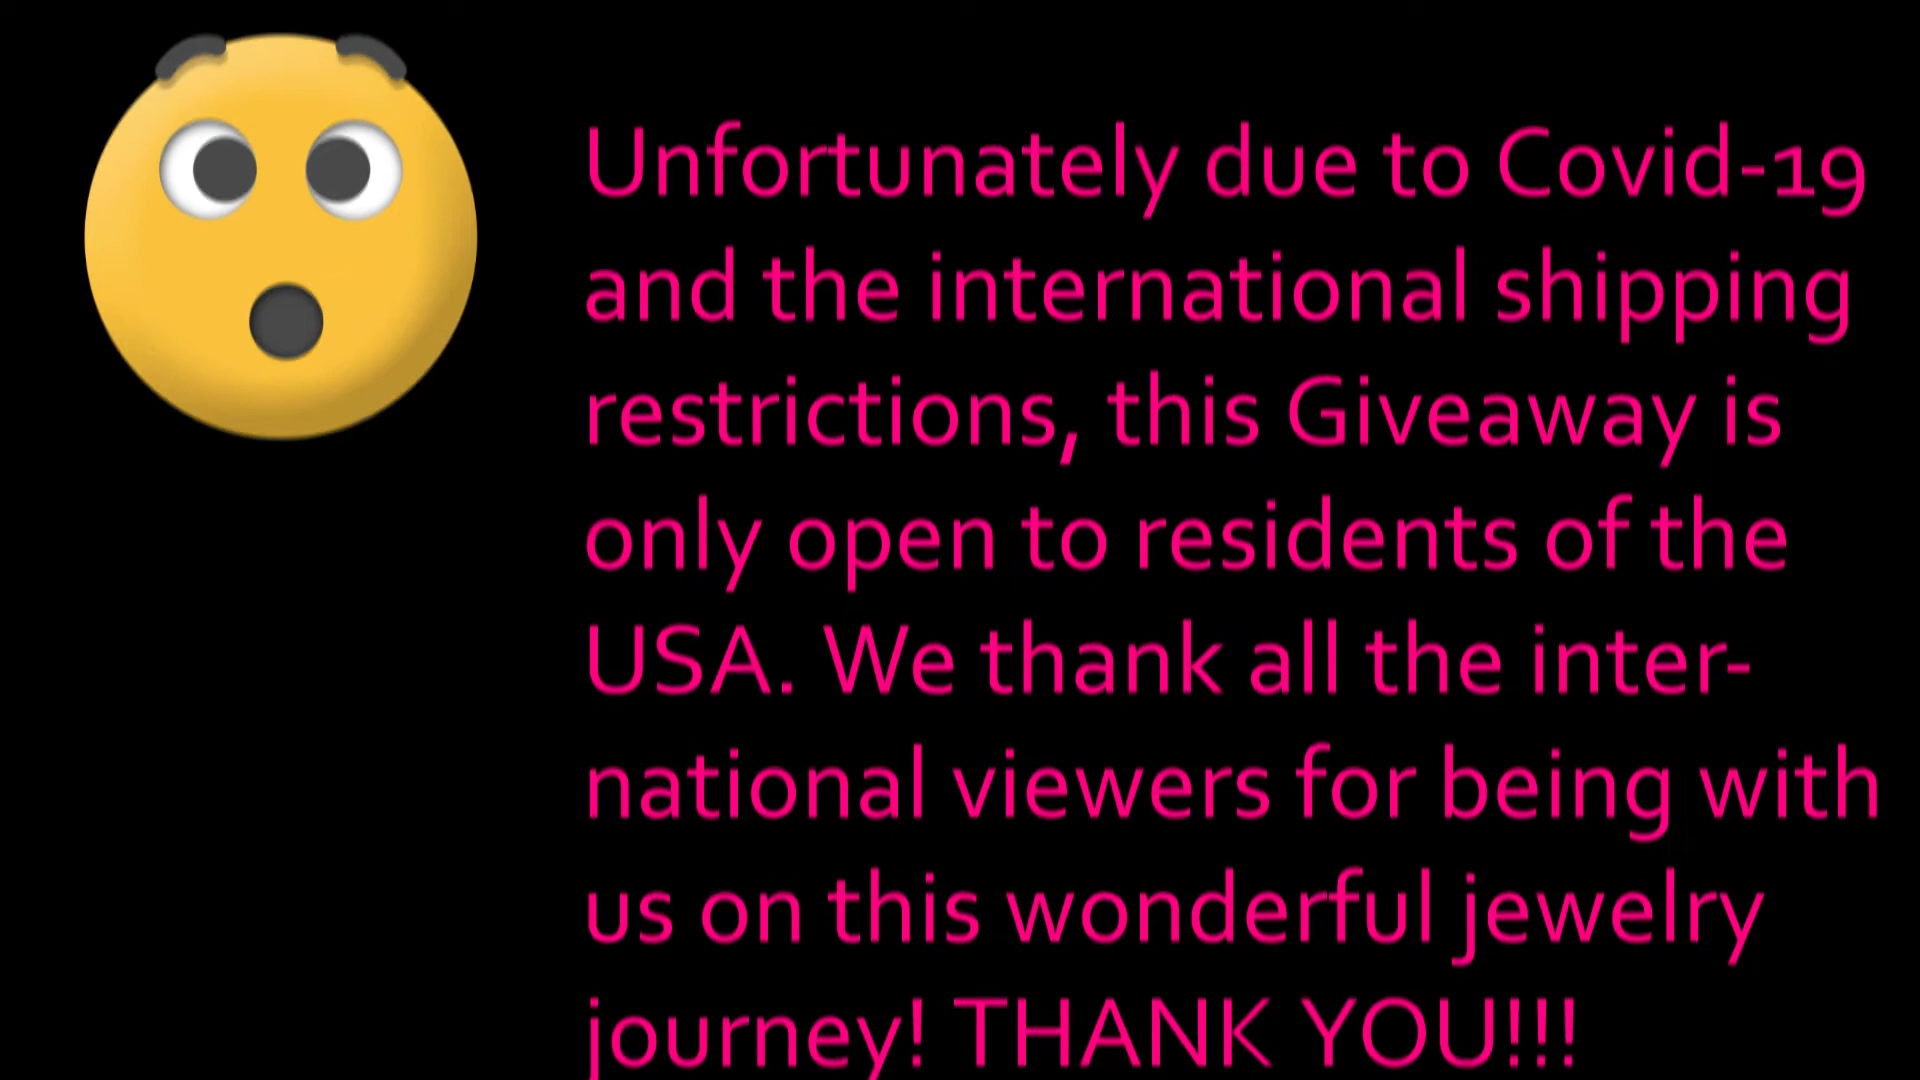 Unfortunately due to Covid-19
and the international shipping
restrictions, this Giveaway is
only open to residents of the
USA. We thank all the inter-
national viewers for being with
us on this wonderful jewelry
journey! THANK YOU!!!